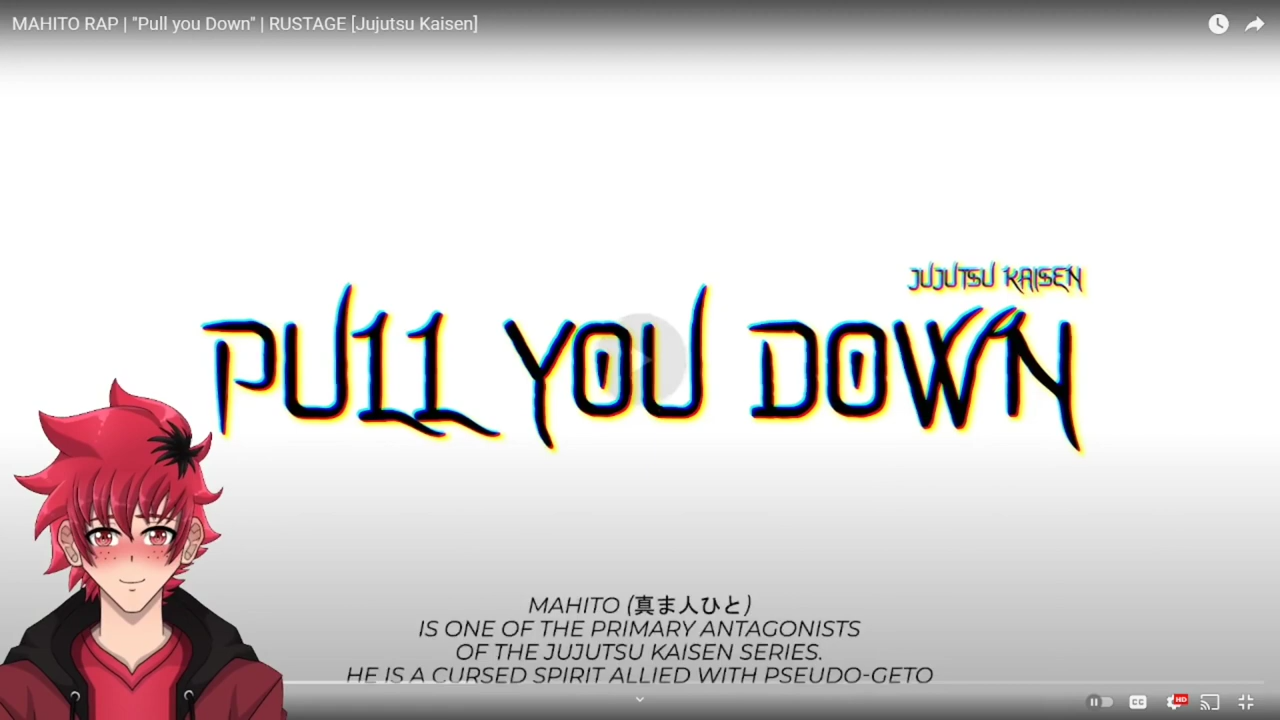 MAHITO RAP | "Pull you Down" | RUSTAGE [Jujutsu Kaisen]
JUJUTSU KAISEN
PULL YOU DOWN
MAHITO (真ま人ひと)
IS ONE OF THE PRIMARY ANTAGONISTS
OF THE JUJUTSU KAISEN SERIES.
HE IS A CURSED SPIRIT ALLIED WITH PSEUDO-GETO
CC
HD